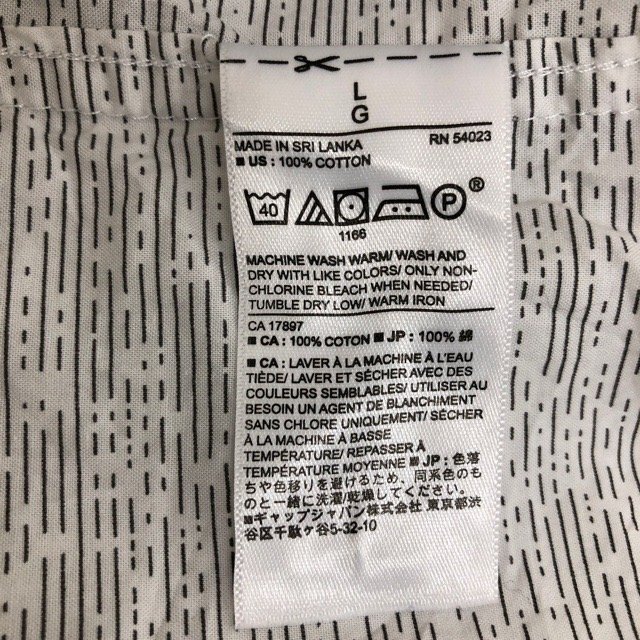 L
G
MADE IN SRI LANKA RN 54023
■ US : 100% COTTON
40 P ®
1166
MACHINE WASH WARM/ WASH AND
DRY WITH LIKE COLORS/ ONLY NON-
CHLORINE BLEACH WHEN NEEDED/
TUMBLE DRY LOW/ WARM IRON
CA 17897
■ CA : 100% COTON ■ JP : 100% 綿
■ CA : LAVER À LA MACHINE À L'EAU
TIÈDE/ LAVER ET SÉCHER AVEC DES
COULEURS SEMBLABLES/ UTILISER AU
BESOIN UN AGENT DE BLANCHIMENT
SANS CHLORE UNIQUEMENT/ SÉCHER
À LA MACHINE À BASSE
TEMPÉRATURE/ REPASSER À
TEMPÉRATURE MOYENNE ■ JP : 色落
ちや色移りを避けるため、同系色のも
のと一緒に洗濯/乾燥してください。
■ギャップジャパン株式会社 東京都渋
谷区千駄ヶ谷5-32-10